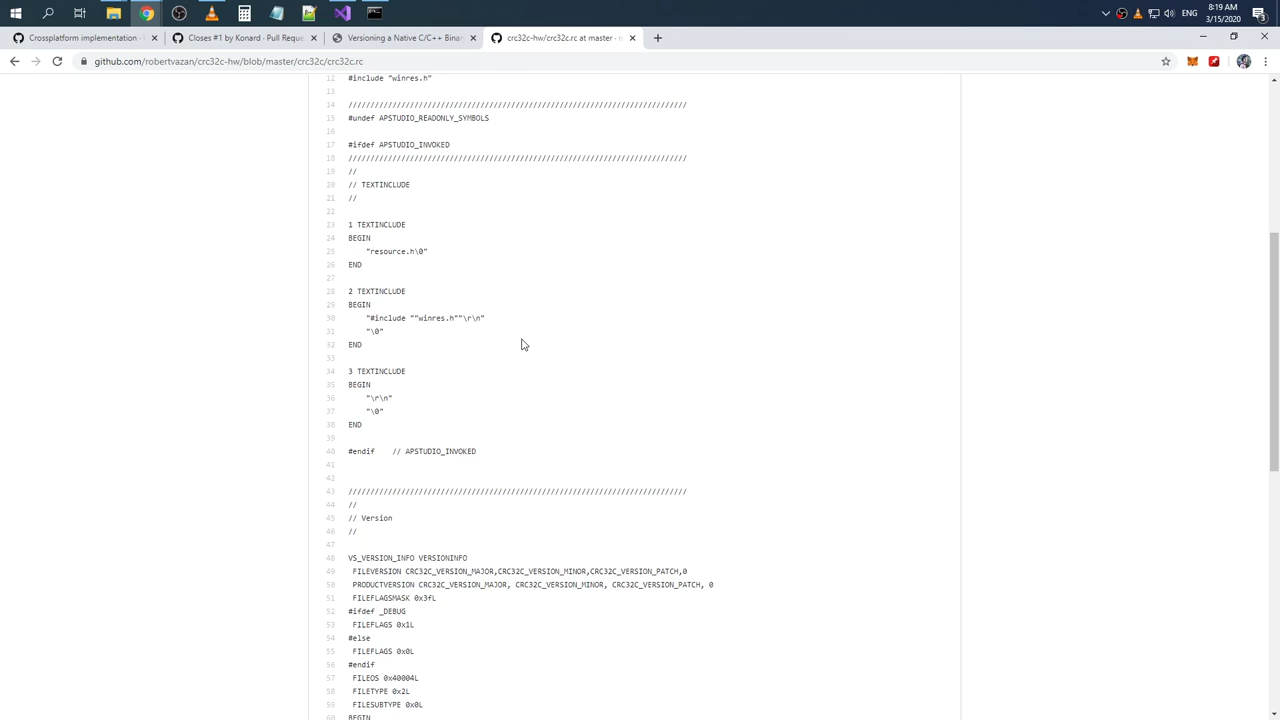 8:19 AM
ENG
3/15/2020
Crossplatform implementation ·
Closes #1 by Konard · Pull Reque
Versioning a Native C/C++ Binary
crc32c-hw/crc32c.rc at master · r
github.com/robertvazan/crc32c-hw/blob/master/crc32c/crc32c.rc
12 #include "winres.h"
13
14 /////////////////////////////////////////////////////////////////////////////
15 #undef APSTUDIO_READONLY_SYMBOLS
16
17 #ifdef APSTUDIO_INVOKED
18 /////////////////////////////////////////////////////////////////////////////
19 //
20 // TEXTINCLUDE
21 //
22
23 1 TEXTINCLUDE
24 BEGIN
25 "resource.h\0"
26 END
27
28 2 TEXTINCLUDE
29 BEGIN
30 "#include ""winres.h""\r\n"
31 "\0"
32 END
33
34 3 TEXTINCLUDE
35 BEGIN
36 "\r\n"
37 "\0"
38 END
39
40 #endif // APSTUDIO_INVOKED
41
42
43 /////////////////////////////////////////////////////////////////////////////
44 //
45 // Version
46 //
47
48 VS_VERSION_INFO VERSIONINFO
49 FILEVERSION CRC32C_VERSION_MAJOR,CRC32C_VERSION_MINOR,CRC32C_VERSION_PATCH,0
50 PRODUCTVERSION CRC32C_VERSION_MAJOR, CRC32C_VERSION_MINOR, CRC32C_VERSION_PATCH, 0
51 FILEFLAGSMASK 0x3fL
52 #ifdef _DEBUG
53 FILEFLAGS 0x1L
54 #else
55 FILEFLAGS 0x0L
56 #endif
57 FILEOS 0x40004L
58 FILETYPE 0x2L
59 FILESUBTYPE 0x0L
60 BEGIN